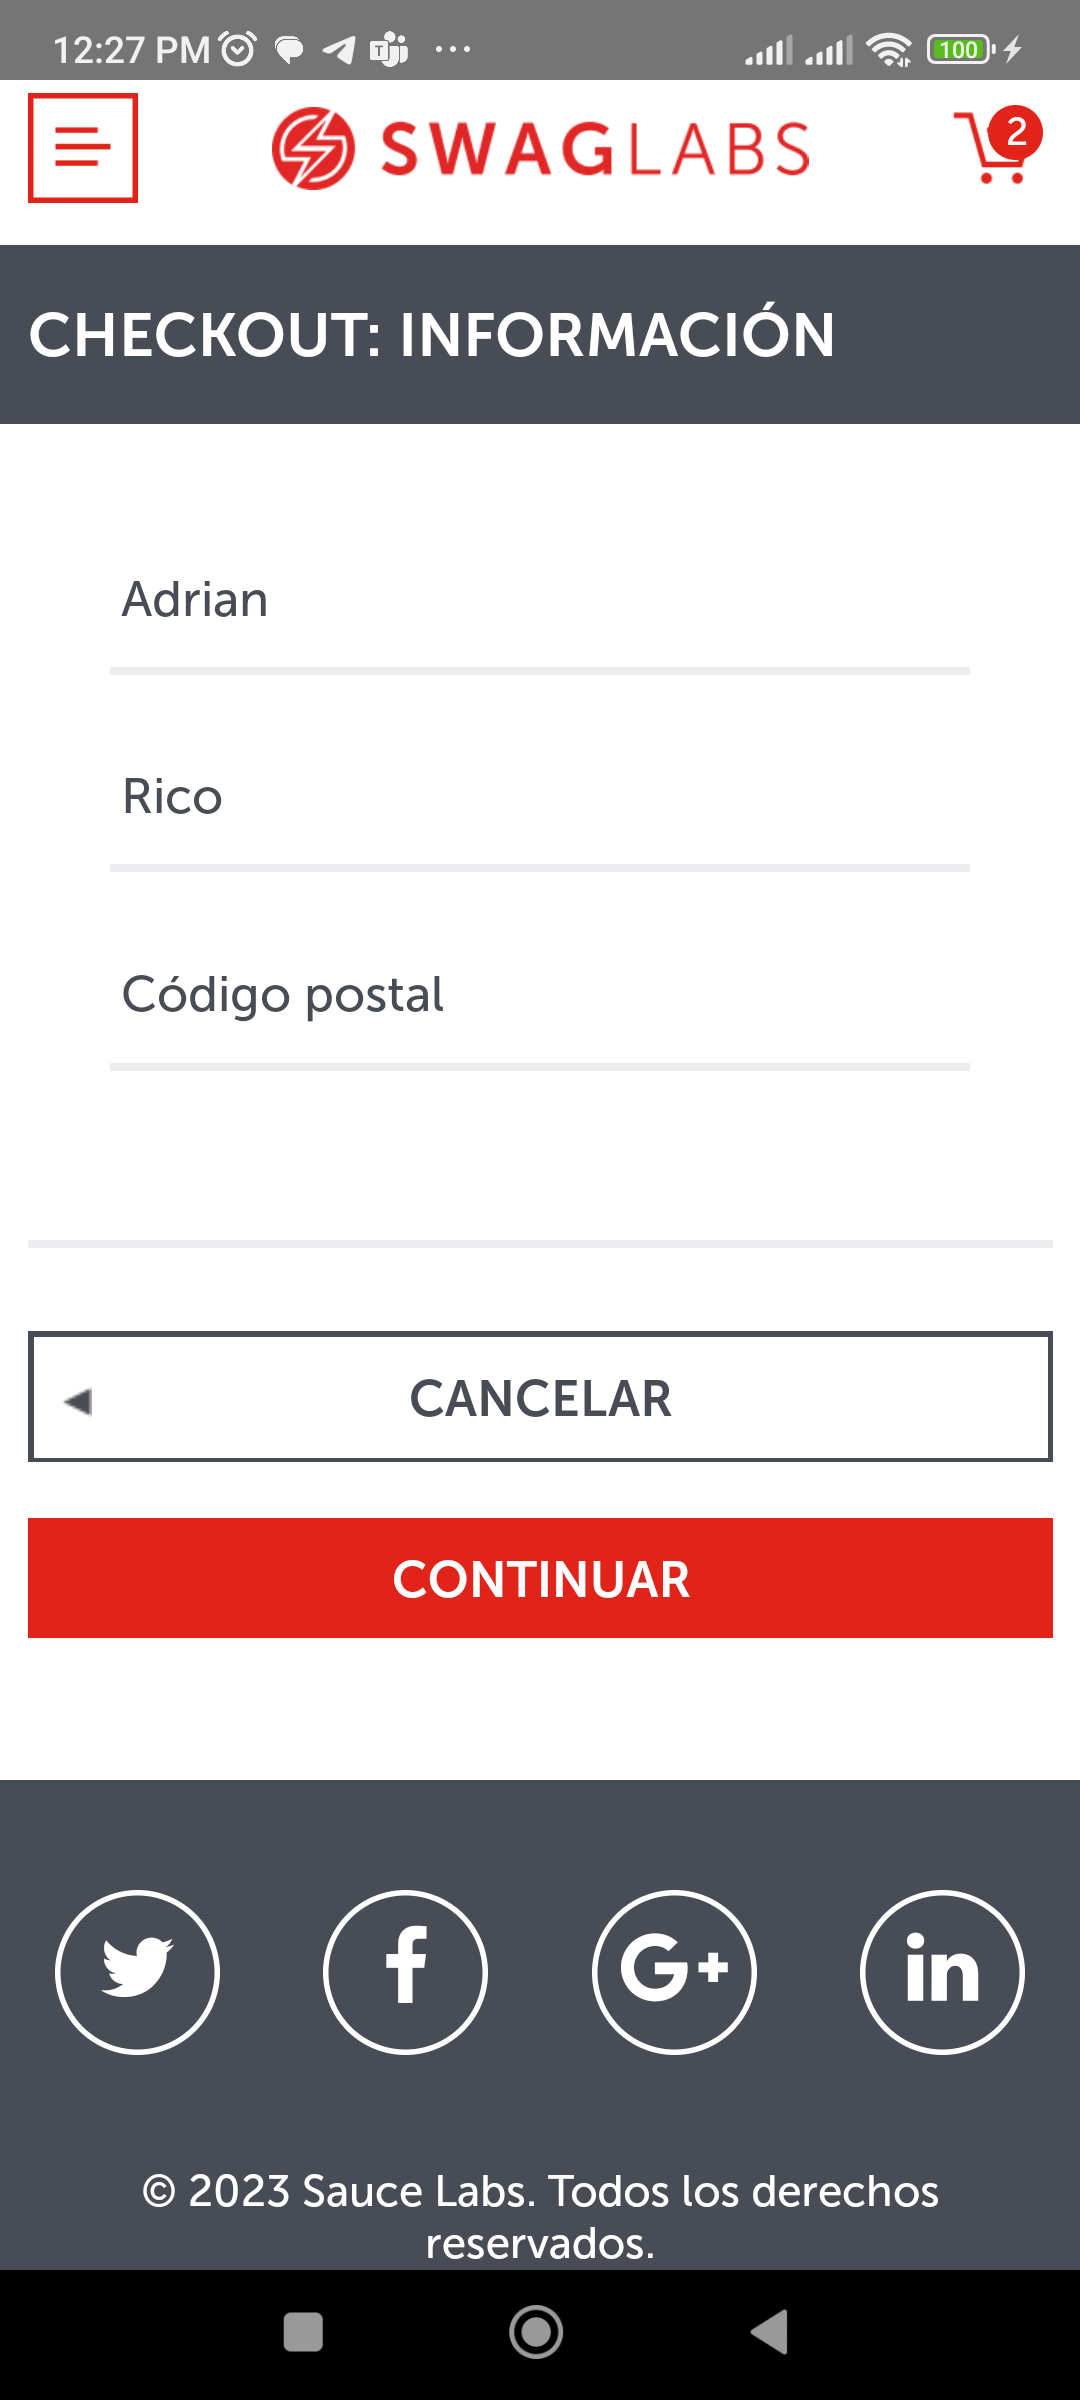 12:27 PM
100
SWAGLABS
2
CHECKOUT: INFORMACIÓN
Adrian
Rico
Código postal
CANCELAR
CONTINUAR
© 2023 Sauce Labs. Todos los derechos
reservados.